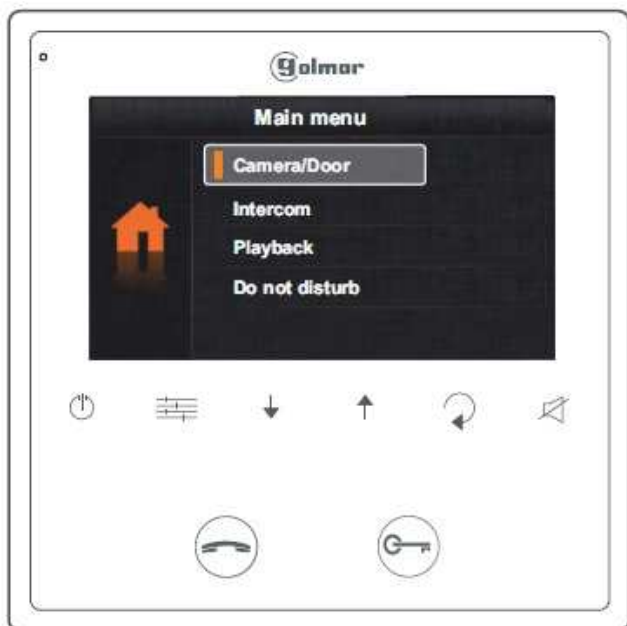 golmar
Main menu
Camera/Door
Intercom
Playback
Do not disturb